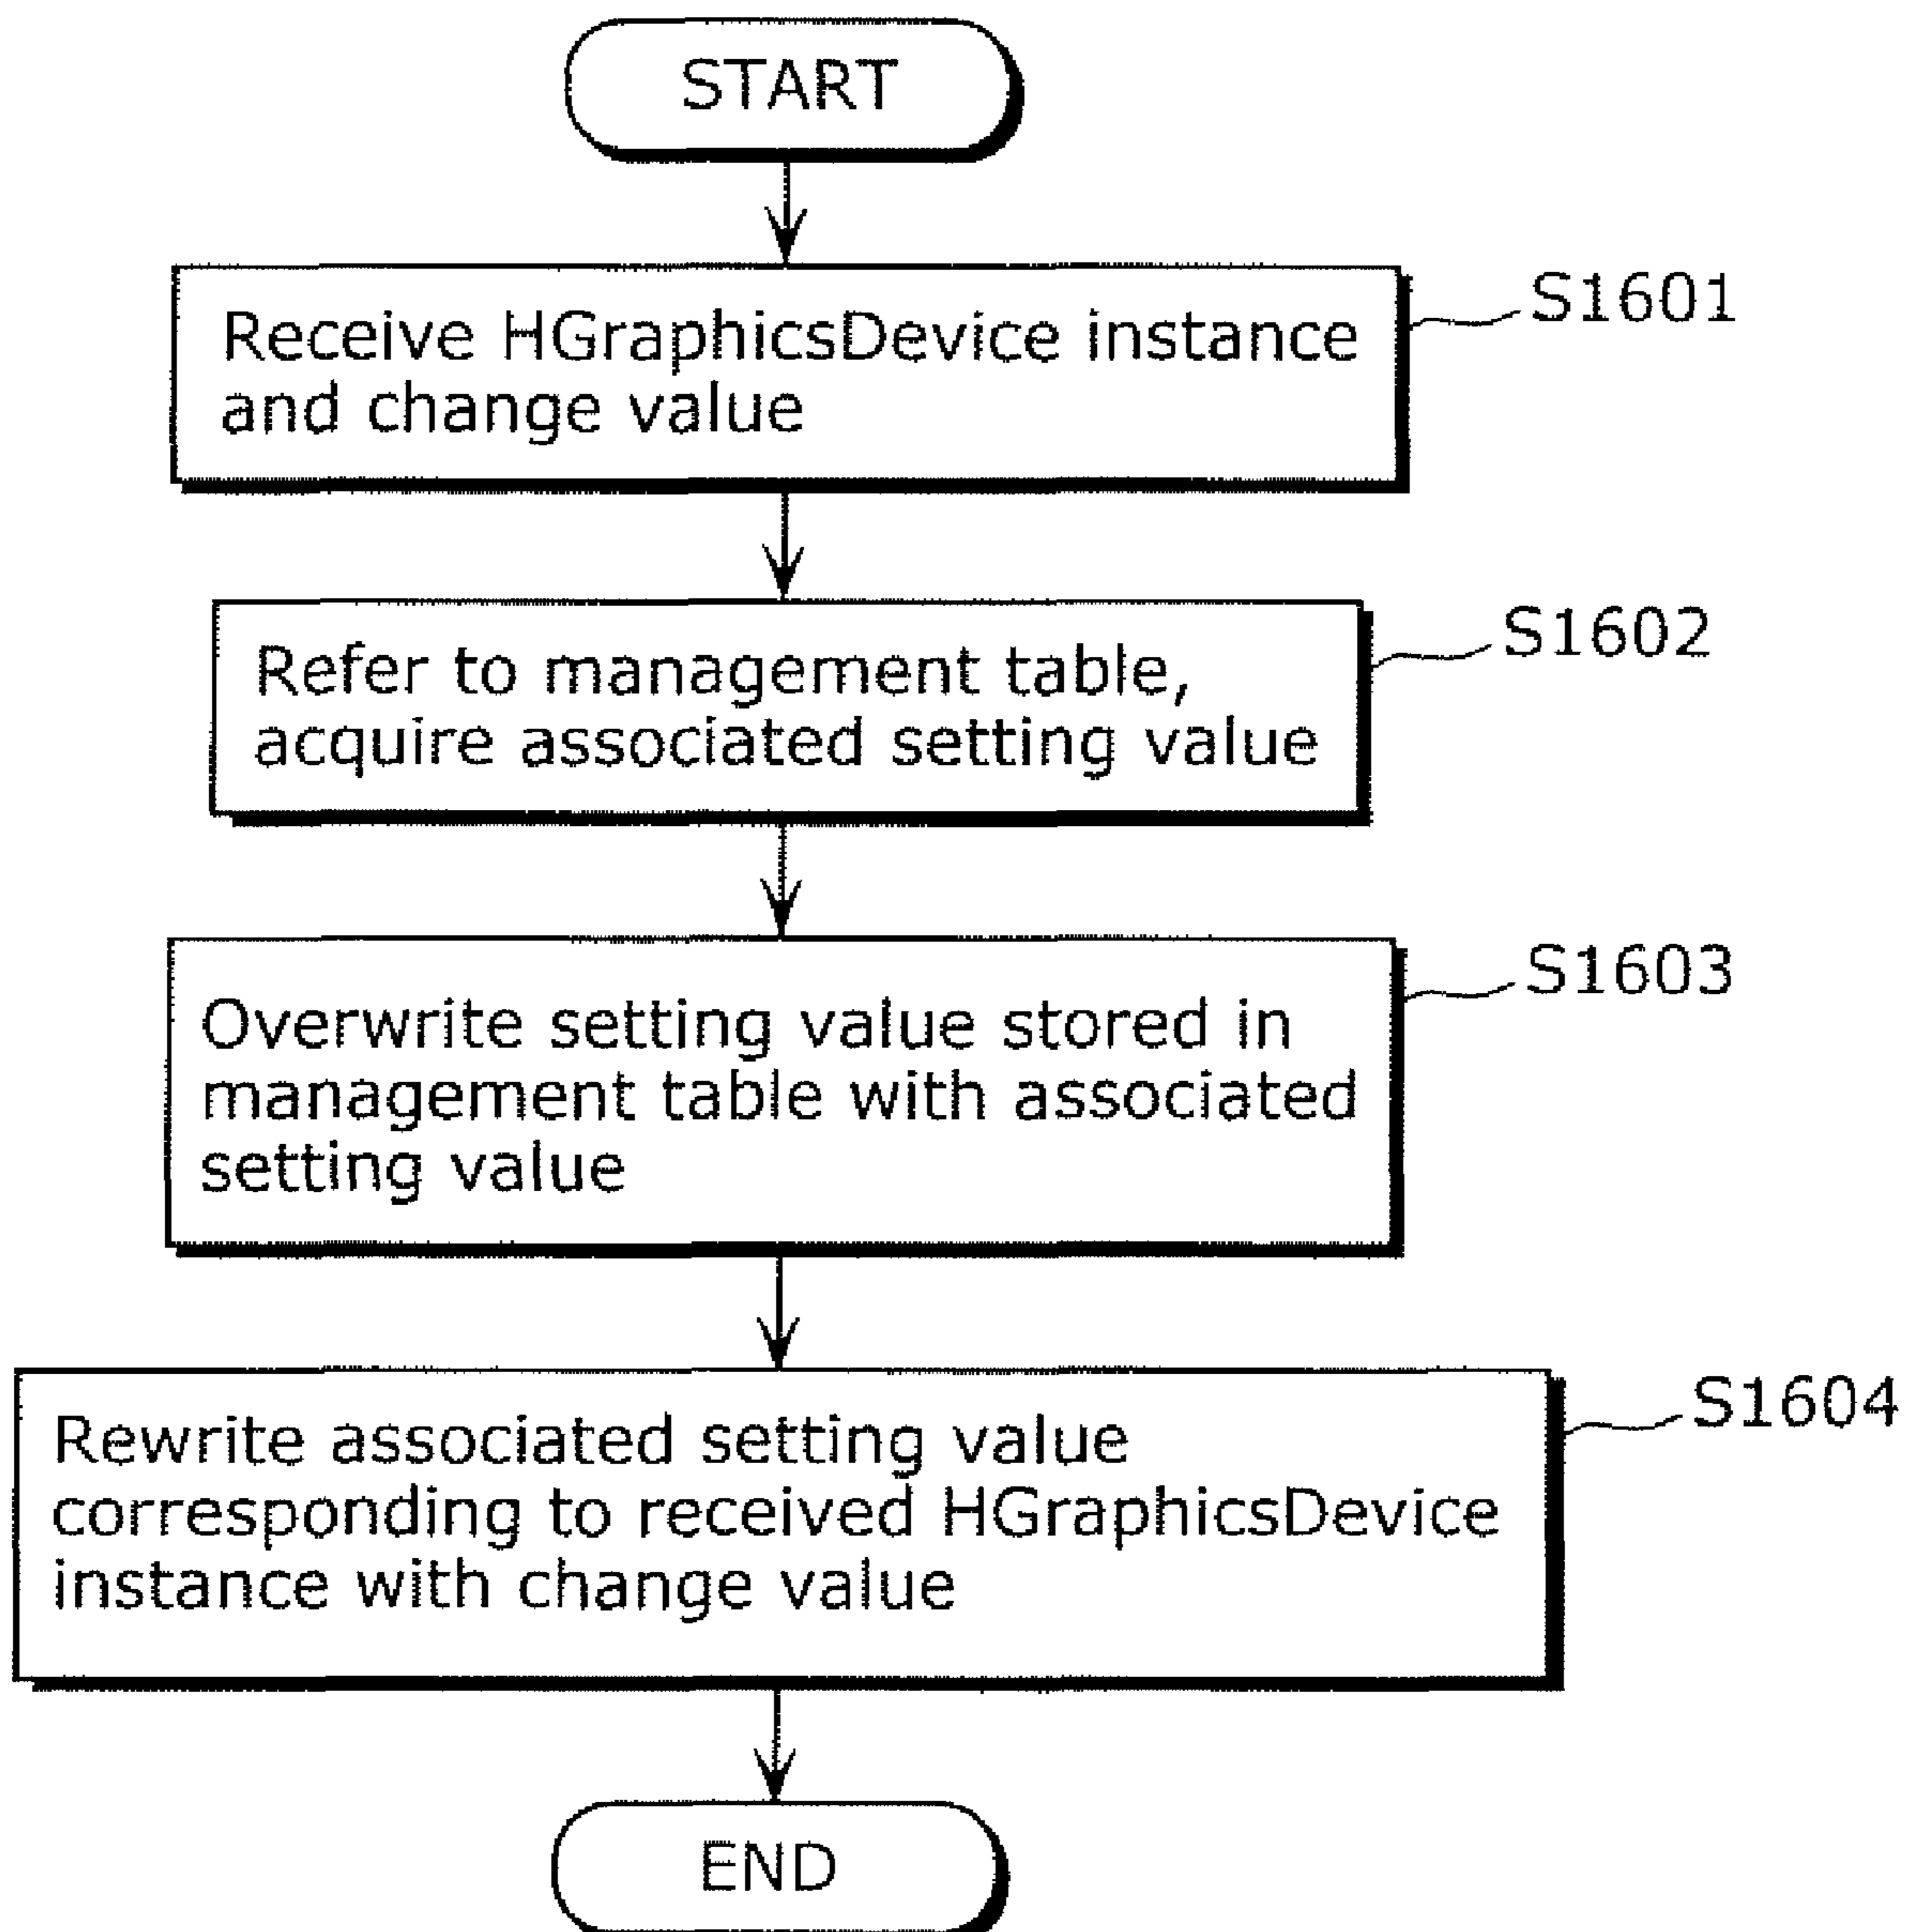 START
Receive HGraphicsDevice instance
and change value
S1601
Refer to management table,
acquire associated setting value
S1602
Overwrite setting value stored in
management table with associated
setting value
S1603
Rewrite associated setting value
corresponding to received HGraphicsDevice
instance with change value
S1604
END